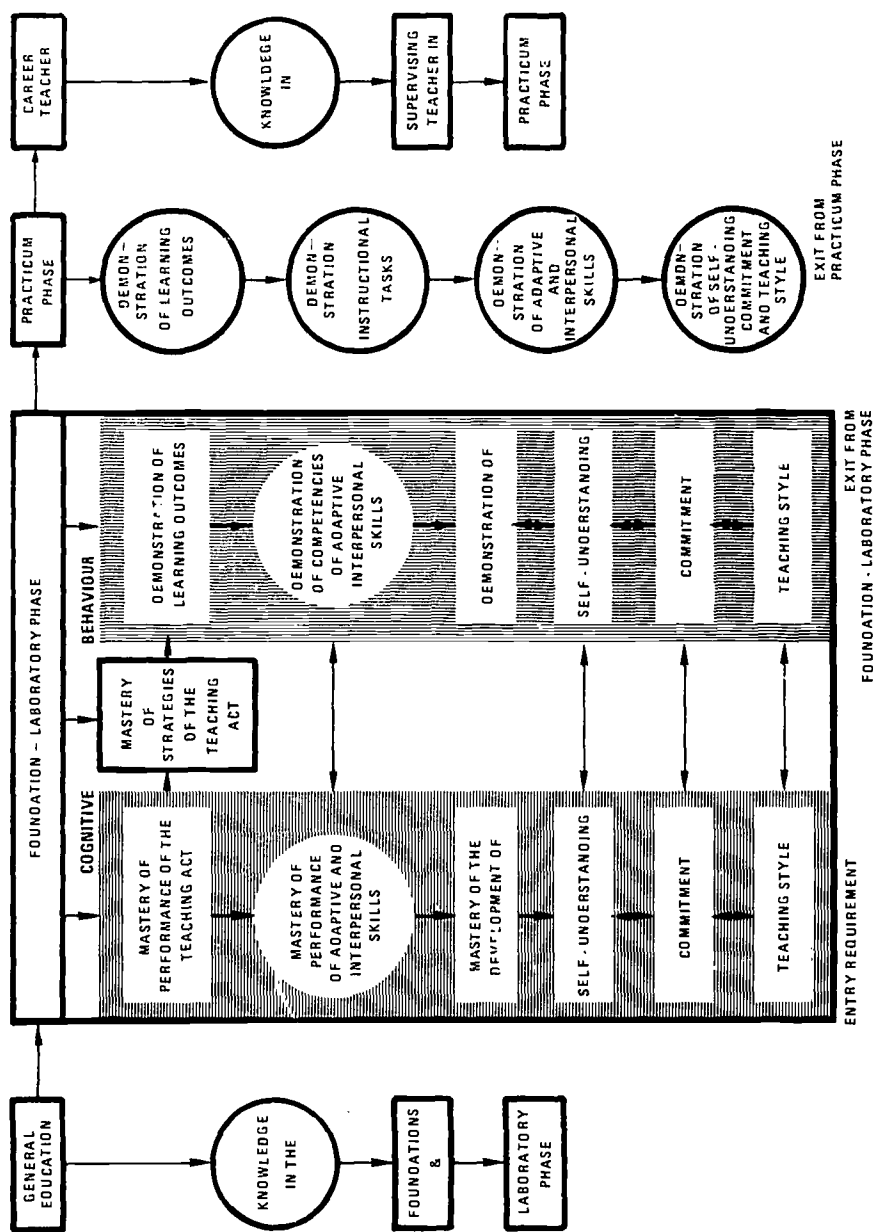 GENERAL
EDUCATION
KNOWLEDGE
IN THE
FOUNDATIONS
&
LABORATORY
PHASE
FOUNDATION - LABORATORY PHASE
COGNITIVE
MASTERY OF
PERFORMANCE OF THE
TEACHING ACT
MASTERY OF
PERFORMANCE
OF ADAPTIVE AND
INTERPERSONAL
SKILLS
MASTERY OF THE
DEVELOPMENT OF
SELF-UNDERSTANDING
COMMITMENT
TEACHING STYLE
ENTRY REQUIREMENT
MASTERY
OF
STRATEGIES
OF THE
TEACHING
ACT
BEHAVIOUR
DEMONSTRATION OF
LEARNING OUTCOMES
DEMONSTRATION
OF COMPETENCIES
OF ADAPTIVE
INTERPERSONAL
SKILLS
DEMONSTRATION OF
SELF-UNDERSTANDING
COMMITMENT
TEACHING STYLE
EXIT FROM
FOUNDATION - LABORATORY PHASE
PRACTICUM
PHASE
DEMON-
STRATION
OF LEARNING
OUTCOMES
DEMON-
STRATION
INSTRUCTIONAL
TASKS
DEMON-
STRATION
OF ADAPTIVE
AND
INTERPERSONAL
SKILLS
DEMON-
STRATION
OF SELF-
UNDERSTANDING
COMMITMENT
AND TEACHING
STYLE
EXIT FROM
PRACTICUM PHASE
CAREER
TEACHER
KNOWLDEGE
IN
SUPERVISING
TEACHER IN
PRACTICUM
PHASE